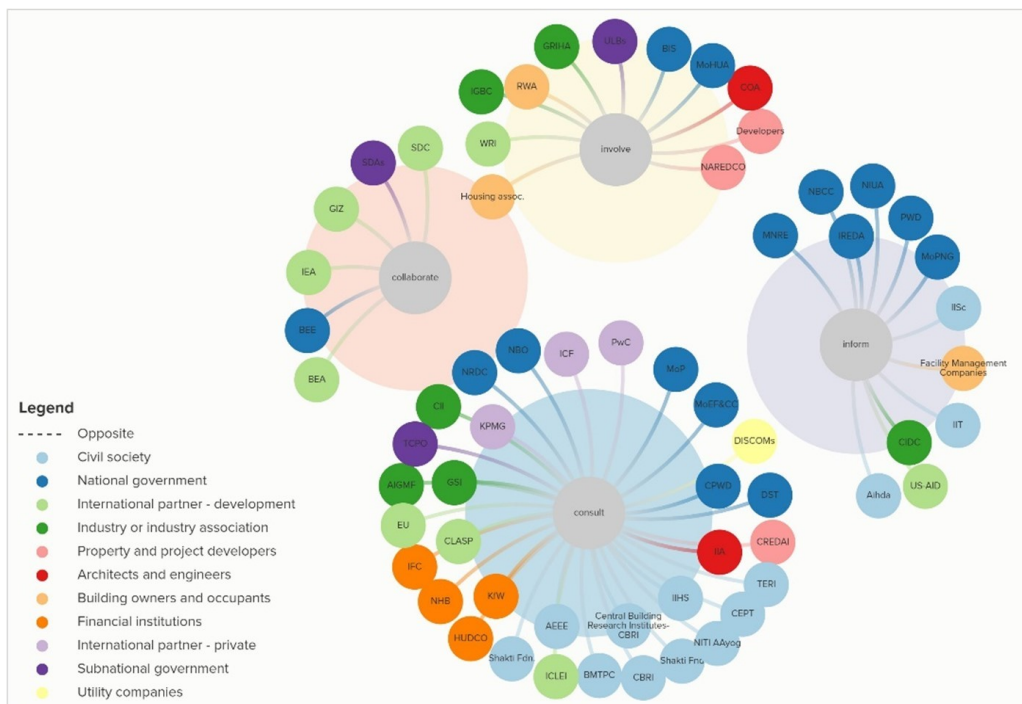 GRIHA
ULBs
BIS
MoHUA
IGBC
RWA
COA
WRI
involve
Developers
NAREDCO
Housing assoc.
SDC
SDAs
GIZ
IEA
collaborate
BEE
BEA
NBCC
NIUA
PWD
MNRE
IREDA
MoPNG
IISc
inform
Facility Management
Companies
IIT
CIDC
US AID
Aihda
NBO
ICF
PwC
NRDC
MoP
MoEF&CC
CII
KPMG
TCPO
DISCOMs
AIGMF
GSI
CPWD
DST
EU
CLASP
consult
IIA
CREDAI
IFC
NHB
KfW
TERI
IIHS
CEPT
HUDCO
AEEE
Central Building
Research Institutes-
CBRI
NITI AAyog
Shakti Fdn.
ICLEI
BMTPC
CBRI
Shakti Fnd
Legend
Opposite
Civil society
National government
International partner - development
Industry or industry association
Property and project developers
Architects and engineers
Building owners and occupants
Financial institutions
International partner - private
Subnational government
Utility companies